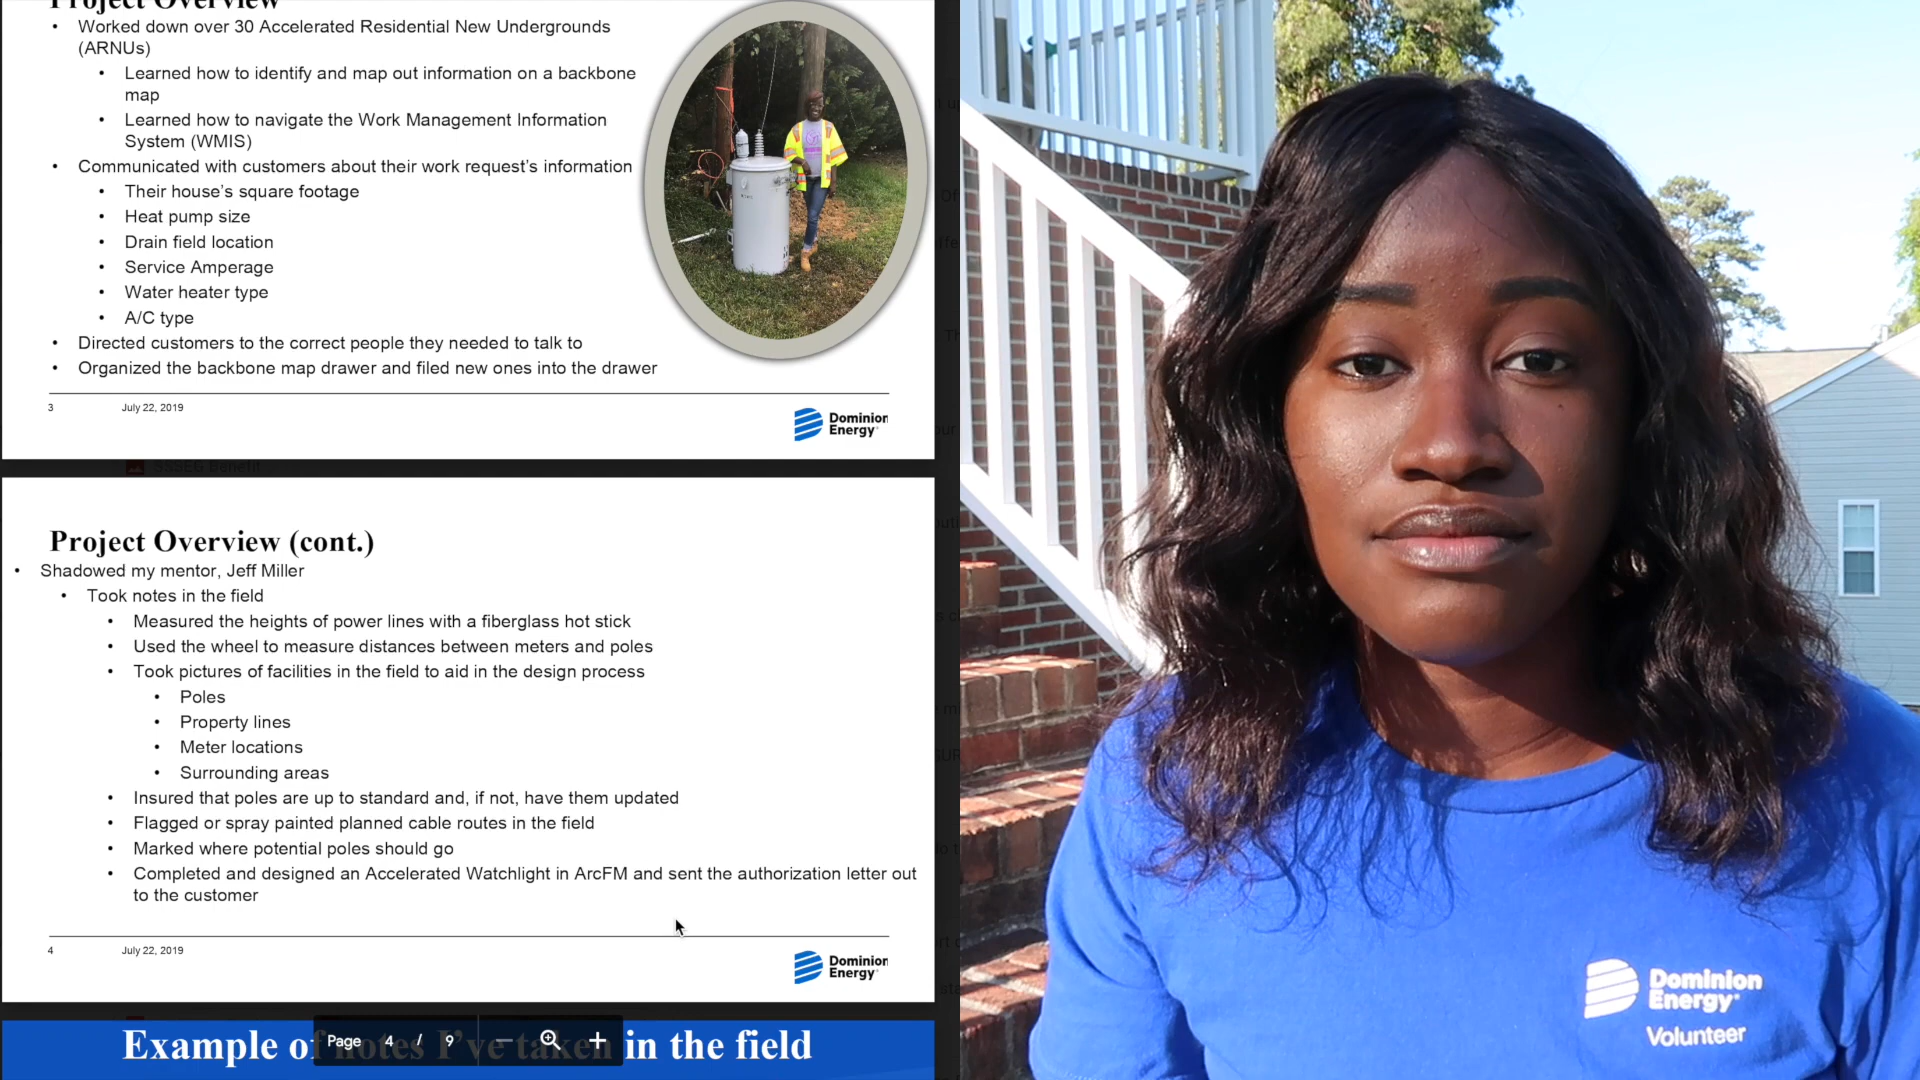 Project Overview
• Worked down over 30 Accelerated Residential New Undergrounds
(ARNUs)
• Learned how to identify and map out information on a backbone
map
• Learned how to navigate the Work Management Information
System (WMIS)
• Communicated with customers about their work request's information
• Their house's square footage
• Heat pump size
• Drain field location
• Service Amperage
• Water heater type
• A/C type
• Directed customers to the correct people they needed to talk to
• Organized the backbone map drawer and filed new ones into the drawer
3 July 22, 2019
Dominion
Energy
SSSEG Benefit
Project Overview (cont.)
• Shadowed my mentor, Jeff Miller
• Took notes in the field
• Measured the heights of power lines with a fiberglass hot stick
• Used the wheel to measure distances between meters and poles
• Took pictures of facilities in the field to aid in the design process
• Poles
• Property lines
• Meter locations
• Surrounding areas
• Insured that poles are up to standard and, if not, have them updated
• Flagged or spray painted planned cable routes in the field
• Marked where potential poles should go
• Completed and designed an Accelerated Watchlight in ArcFM and sent the authorization letter out
to the customer
4 July 22, 2019
Dominion
Energy
Example of notes I've taken in the field
Page 4 / 9
Dominion
Energy
Volunteer